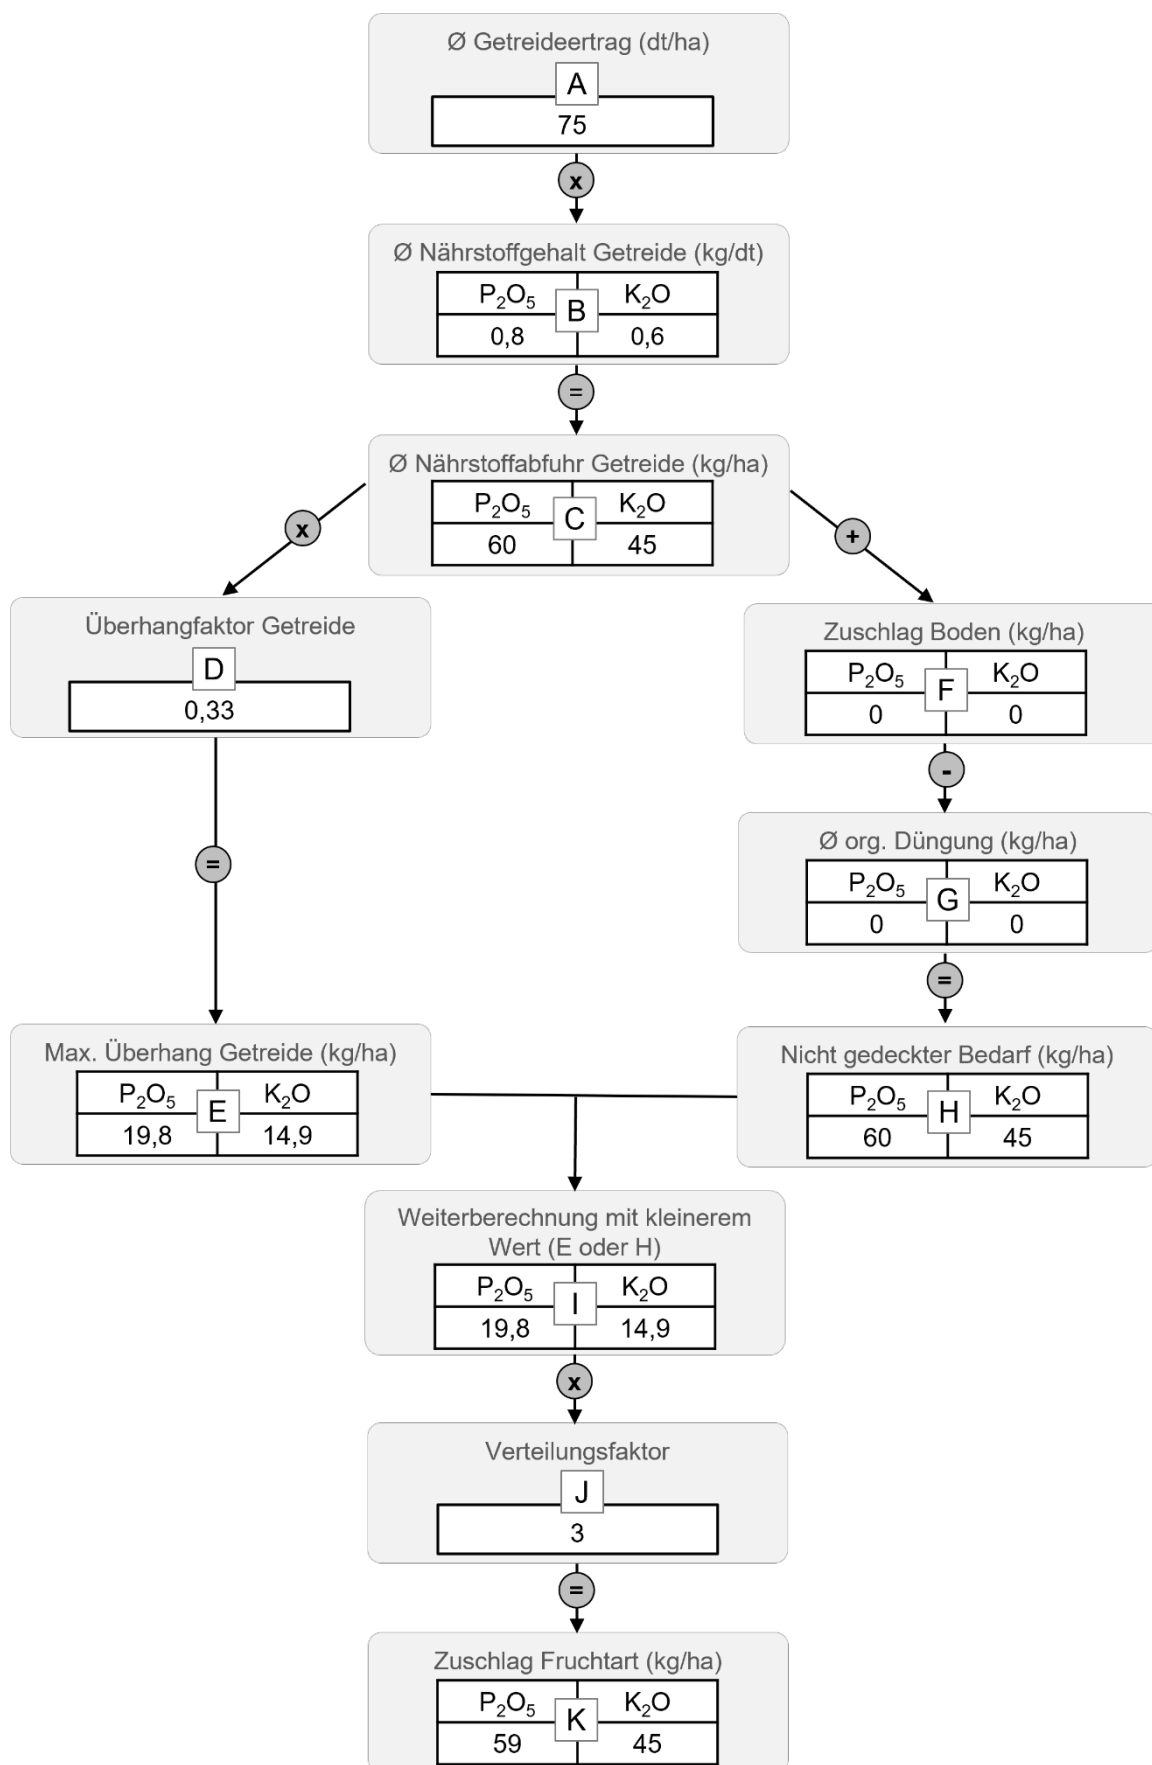 Ø Getreideertrag (dt/ha)
A
75
x
Ø Nährstoffgehalt Getreide (kg/dt)
P₂O₅ B K₂O
0,8 0,6
=
Ø Nährstoffabfuhr Getreide (kg/ha)
P₂O₅ C K₂O
60 45
x
+
Überhangfaktor Getreide
D
0,33
=
Zuschlag Boden (kg/ha)
P₂O₅ F K₂O
0 0
-
Ø org. Düngung (kg/ha)
P₂O₅ G K₂O
0 0
=
Max. Überhang Getreide (kg/ha)
P₂O₅ E K₂O
19,8 14,9
Nicht gedeckter Bedarf (kg/ha)
P₂O₅ H K₂O
60 45
Weiterberechnung mit kleinerem
Wert (E oder H)
P₂O₅ I K₂O
19,8 14,9
x
Verteilungsfaktor
J
3
=
Zuschlag Fruchtart (kg/ha)
P₂O₅ K K₂O
59 45